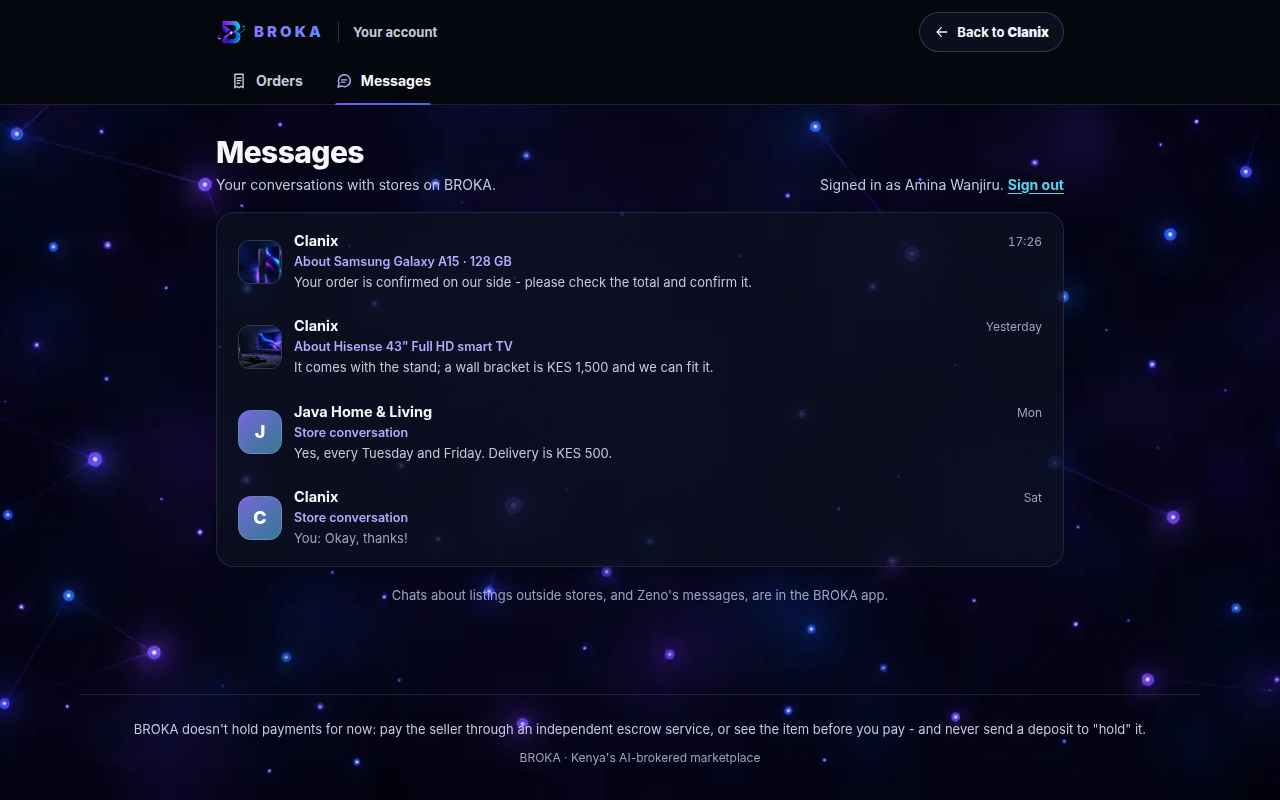 BROKA
Your account
Back to Clanix
Orders
Messages
Messages
Your conversations with stores on BROKA.
Signed in as Amina Wanjiru. Sign out
Clanix
17:26
About Samsung Galaxy A15 · 128 GB
Your order is confirmed on our side - please check the total and confirm it.
Clanix
Yesterday
About Hisense 43" Full HD smart TV
It comes with the stand; a wall bracket is KES 1,500 and we can fit it.
J
Java Home & Living
Mon
Store conversation
Yes, every Tuesday and Friday. Delivery is KES 500.
C
Clanix
Sat
Store conversation
You: Okay, thanks!
Chats about listings outside stores, and Zeno's messages, are in the BROKA app.
BROKA doesn't hold payments for now: pay the seller through an independent escrow service, or see the item before you pay - and never send a deposit to "hold" it.
BROKA · Kenya's AI-brokered marketplace